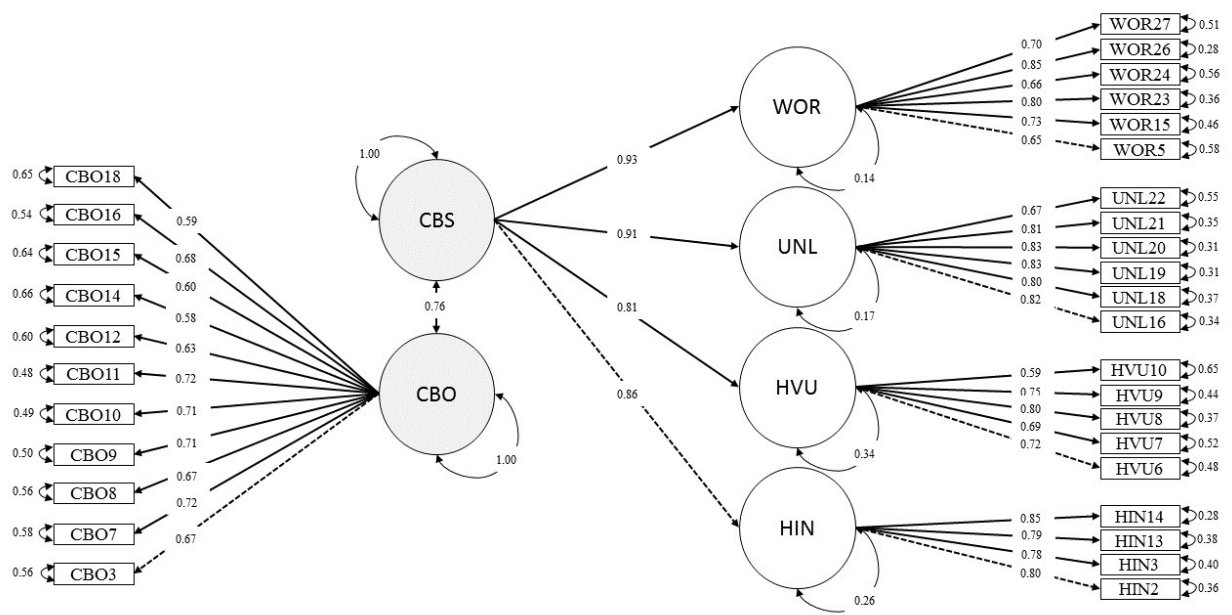 0.65 CBO18
0.54 CBO16
0.64 CBO15
0.66 CBO14
0.60 CBO12
0.48 CBO11
0.49 CBO10
0.50 CBO9
0.56 CBO8
0.58 CBO7
0.56 CBO3
0.59
0.68
0.60
0.58
0.63
0.72
0.71
0.71
0.67
0.72
0.67
1.00
CBS
0.76
CBO
1.00
0.93
0.91
0.81
0.86
WOR
0.14
UNL
0.17
HVU
0.34
HIN
0.26
0.70 WOR27 0.51
0.85 WOR26 0.28
0.66 WOR24 0.56
0.80 WOR23 0.36
0.73 WOR15 0.46
0.65 WOR5 0.58
0.67 UNL22 0.55
0.81 UNL21 0.35
0.83 UNL20 0.31
0.83 UNL19 0.31
0.80 UNL18 0.37
0.82 UNL16 0.34
0.59 HVU10 0.65
0.75 HVU9 0.44
0.80 HVU8 0.37
0.69 HVU7 0.52
0.72 HVU6 0.48
0.85 HIN14 0.28
0.79 HIN13 0.38
0.78 HIN3 0.40
0.80 HIN2 0.36